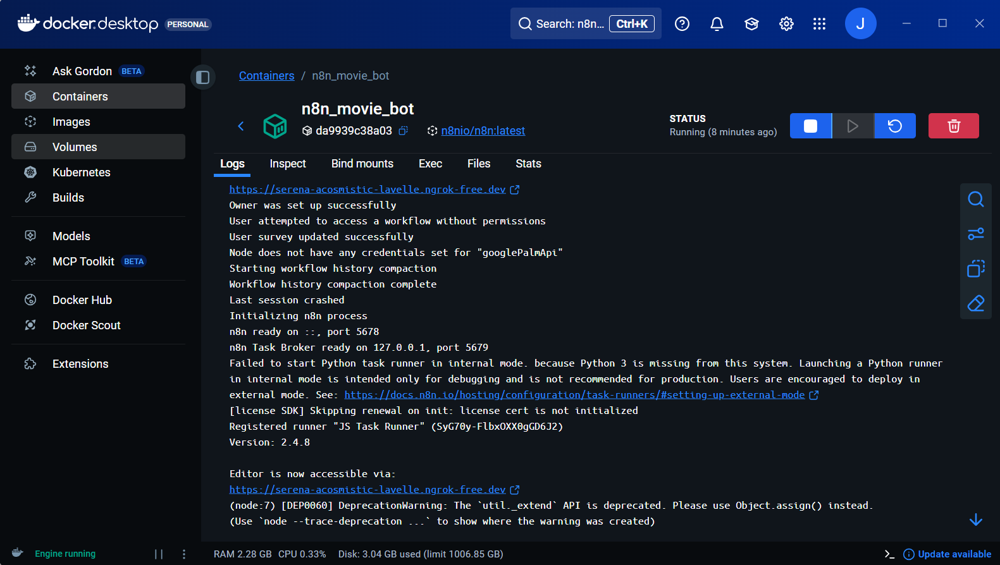 docker.desktop PERSONAL
Search: n8n... Ctrl+K
J
Ask Gordon BETA
Containers
Images
Volumes
Kubernetes
Builds
Models
MCP Toolkit BETA
Docker Hub
Docker Scout
Extensions
Containers / n8n_movie_bot
n8n_movie_bot
da9939c38a03 n8nio/n8n:latest
STATUS
Running (8 minutes ago)
Logs Inspect Bind mounts Exec Files Stats
https://serena-acosmistic-lavelle.ngrok-free.dev
Owner was set up successfully
User attempted to access a workflow without permissions
User survey updated successfully
Node does not have any credentials set for "googlePalmApi"
Starting workflow history compaction
Workflow history compaction complete
Last session crashed
Initializing n8n process
n8n ready on ::, port 5678
n8n Task Broker ready on 127.0.0.1, port 5679
Failed to start Python task runner in internal mode. because Python 3 is missing from this system. Launching a Python runner
in internal mode is intended only for debugging and is not recommended for production. Users are encouraged to deploy in
external mode. See: https://docs.n8n.io/hosting/configuration/task-runners/#setting-up-external-mode
[license SDK] Skipping renewal on init: license cert is not initialized
Registered runner "JS Task Runner" (SyG70y-FlbxOXX0gGD6J2)
Version: 2.4.8
Editor is now accessible via:
https://serena-acosmistic-lavelle.ngrok-free.dev
(node:7) [DEP0060] DeprecationWarning: The `util._extend` API is deprecated. Please use Object.assign() instead.
(Use `node --trace-deprecation ...` to show where the warning was created)
Engine running
RAM 2.28 GB CPU 0.33% Disk: 3.04 GB used (limit 1006.85 GB)
Update available